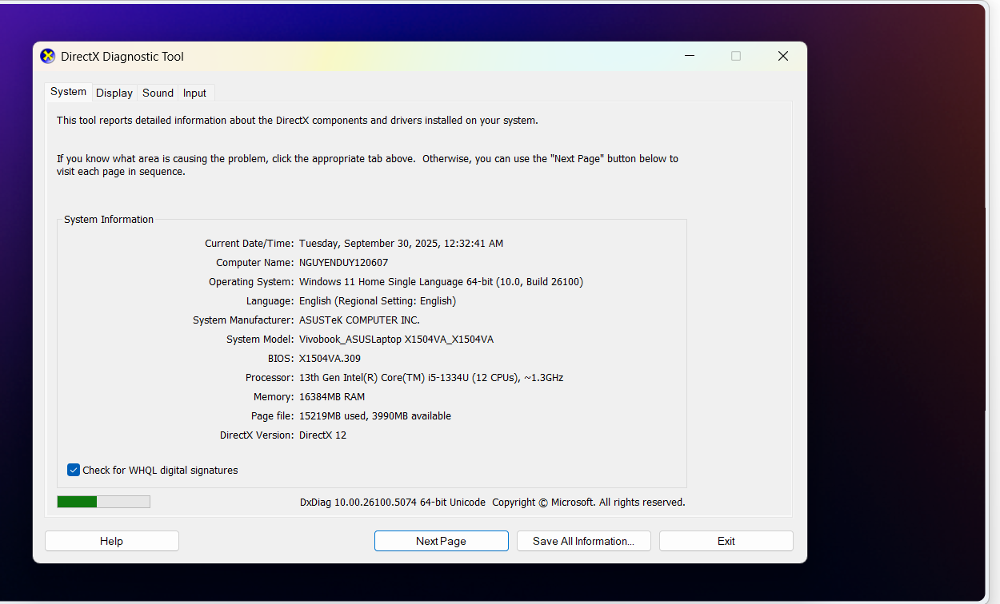 DirectX Diagnostic Tool
System Display Sound Input
This tool reports detailed information about the DirectX components and drivers installed on your system.
If you know what area is causing the problem, click the appropriate tab above.  Otherwise, you can use the "Next Page" button below to
visit each page in sequence.
System Information
Current Date/Time: Tuesday, September 30, 2025, 12:32:41 AM
Computer Name: NGUYENDUY120607
Operating System: Windows 11 Home Single Language 64-bit (10.0, Build 26100)
Language: English (Regional Setting: English)
System Manufacturer: ASUSTeK COMPUTER INC.
System Model: Vivobook_ASUSLaptop X1504VA_X1504VA
BIOS: X1504VA.309
Processor: 13th Gen Intel(R) Core(TM) i5-1334U (12 CPUs), ~1.3GHz
Memory: 16384MB RAM
Page file: 15219MB used, 3990MB available
DirectX Version: DirectX 12
Check for WHQL digital signatures
DxDiag 10.00.26100.5074 64-bit Unicode  Copyright © Microsoft. All rights reserved.
Help Next Page Save All Information... Exit